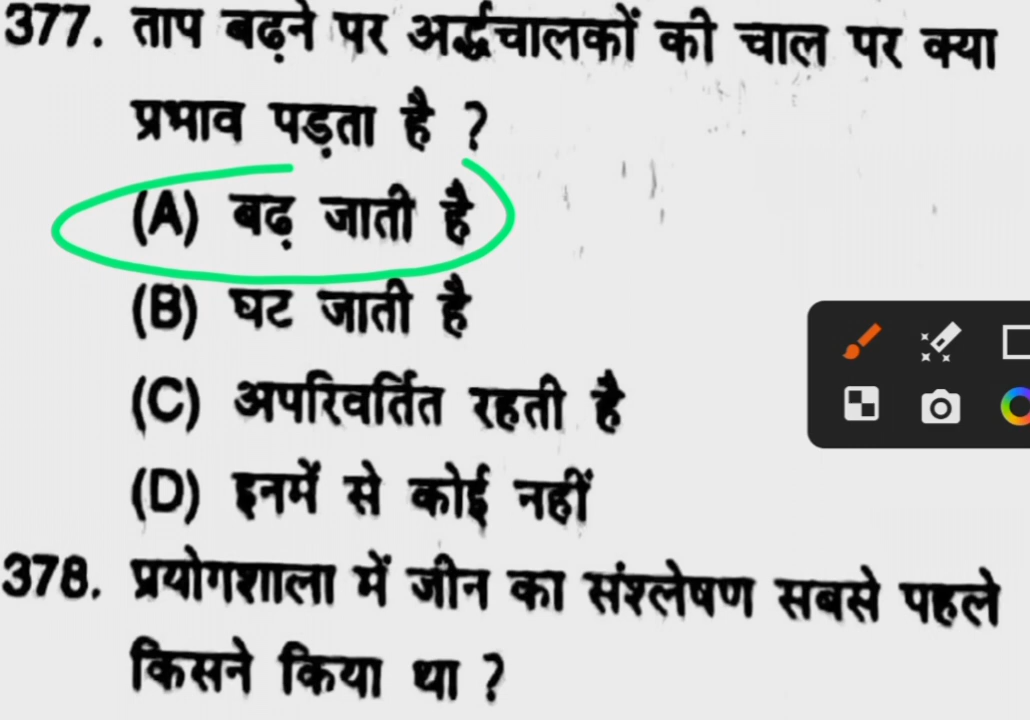 377. ताप बढ़ने पर अर्द्धचालकों की चाल पर क्या
प्रभाव पड़ता है ?
(A) बढ़ जाती है
(B) घट जाती है
(C) अपरिवर्तित रहती है
(D) इनमें से कोई नहीं
378. प्रयोगशाला में जीन का संश्लेषण सबसे पहले
किसने किया था ?